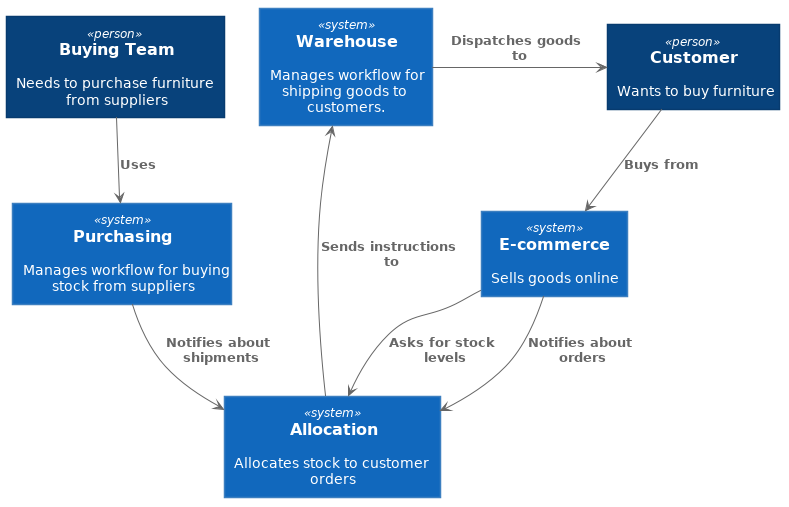 «person»
Buying Team
Needs to purchase furniture
from suppliers
«system»
Warehouse
Manages workflow for
shipping goods to
customers.
Dispatches goods
to
«person»
Customer
Wants to buy furniture
Uses
Buys from
«system»
Purchasing
Manages workflow for buying
stock from suppliers
Sends instructions
to
«system»
E-commerce
Sells goods online
Notifies about
shipments
Asks for stock
levels
Notifies about
orders
«system»
Allocation
Allocates stock to customer
orders